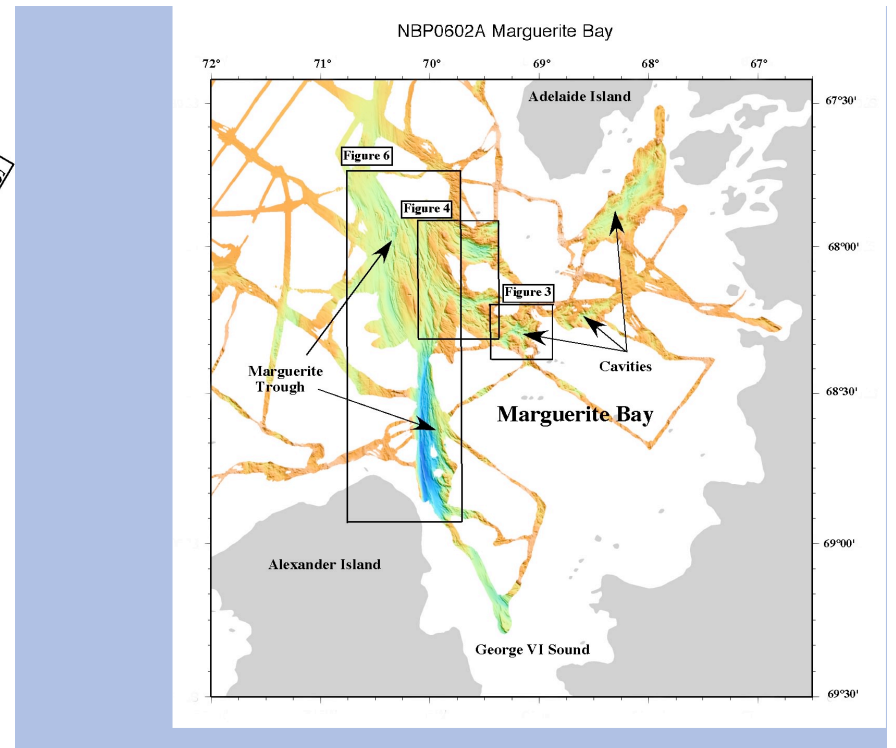 NBP0602A Marguerite Bay
72° 71° 70° 69° 68° 67°
Adelaide Island
67°30'
Figure 6
Figure 4
68°00'
Figure 3
Marguerite
Trough
Cavities
68°30'
Marguerite Bay
69°00'
Alexander Island
George VI Sound
69°30'